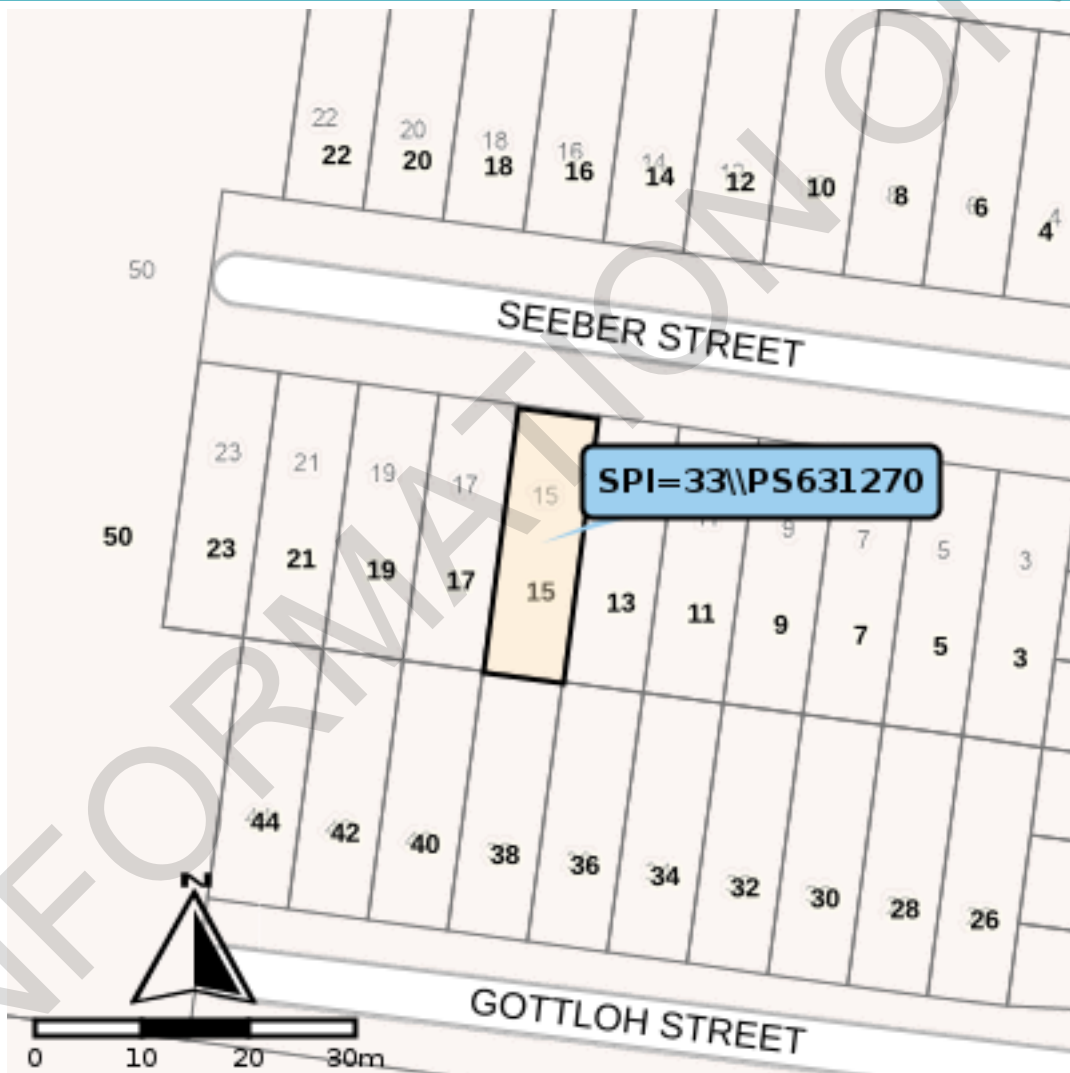 22 20 18 16 14 12
22 20 18 16 14 12 10 8 6 4
4
50
SEEBER STREET
23 21 19 17 15 9 7 5 3
SPI=33\\PS631270
50
23 21 19 17 15 13 11 9 7 5 3
44 42 40 38 36 34 32 30 28 26
N
GOTTLOH STREET
0 10 20 30m
INFORMATION